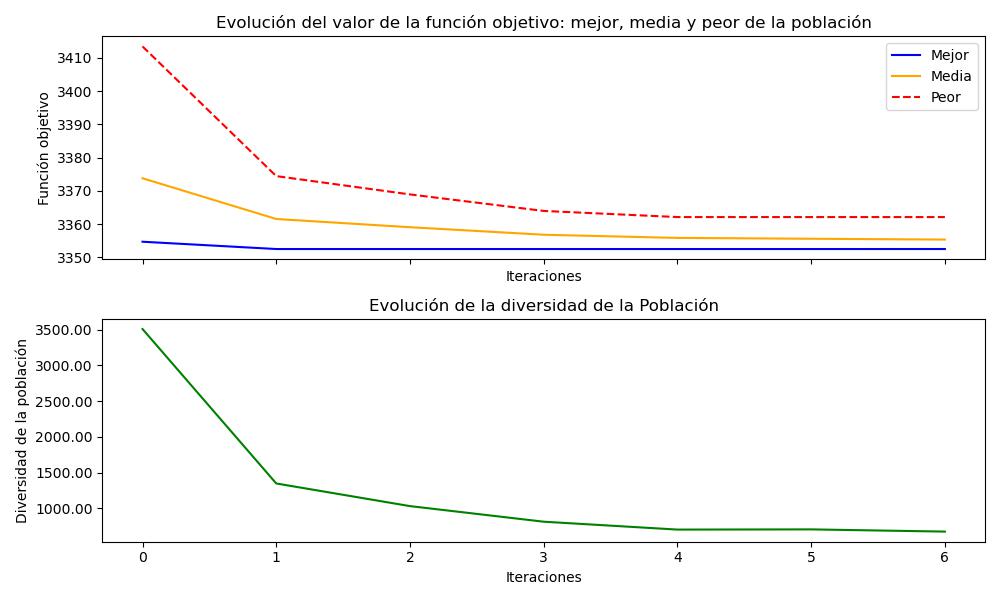 Evolución del valor de la función objetivo: mejor, media y peor de la población
Función objetivo
3410
3400
3390
3380
3370
3360
3350
Mejor
Media
Peor
Iteraciones
Evolución de la diversidad de la Población
Diversidad de la población
3500.00
3000.00
2500.00
2000.00
1500.00
1000.00
0 1 2 3 4 5 6
Iteraciones